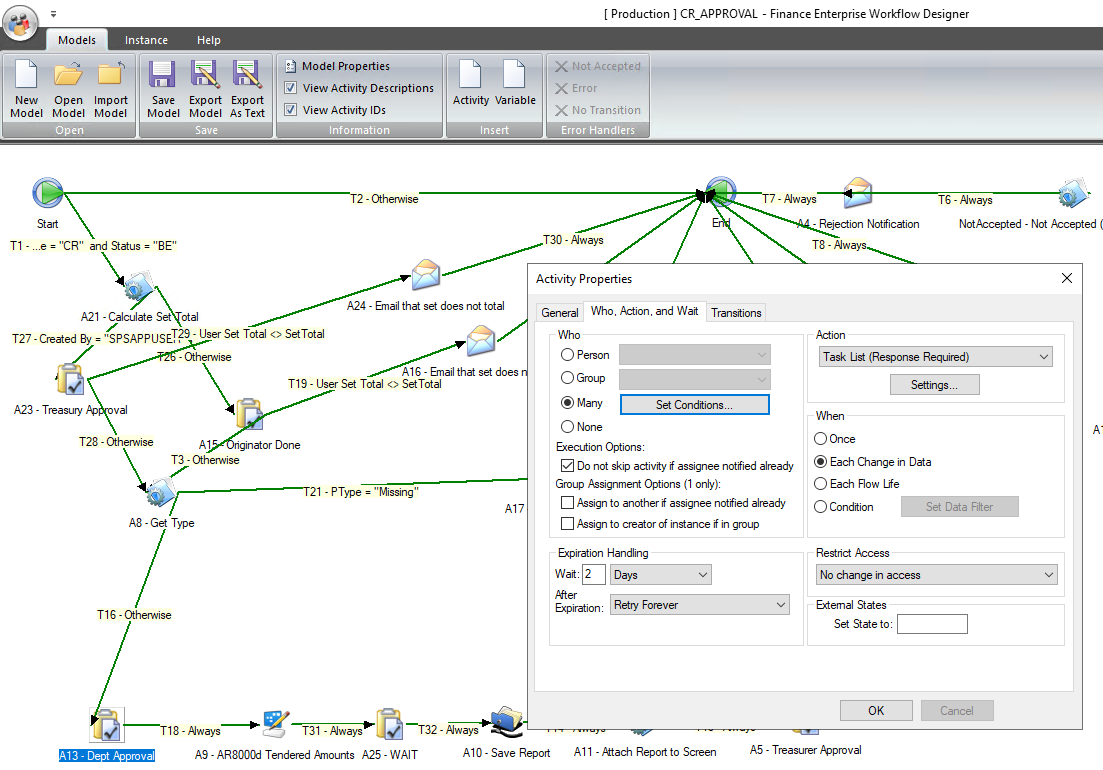 [ Production ] CR_APPROVAL - Finance Enterprise Workflow Designer
Models Instance Help
New Model
Open Model
Import Model
Open
Save Model
Export Model
Export As Text
Save
Model Properties
View Activity Descriptions
View Activity IDs
Information
Activity
Variable
Insert
Not Accepted
Error
No Transition
Error Handlers
Start
T2 - Otherwise
End
T7 - Always
A4 - Rejection Notification
T6 - Always
NotAccepted - Not Accepted (
T1 - ...e = "CR" and Status = "BE"
T30 - Always
T8 - Always
A24 - Email that set does not total
A21 - Calculate Set Total
T27 - Created By = "SPSAPPUSE
T29 - User Set Total <> SetTotal
T26 - Otherwise
A16 - Email that set does n
T19 - User Set Total <> SetTotal
A23 - Treasury Approval
T28 - Otherwise
A15 - Originator Done
T3 - Otherwise
T21 - PType = "Missing"
A17
A8 - Get Type
T16 - Otherwise
A13 - Dept Approval
T18 - Always
A9 - AR8000d Tendered Amounts
T31 - Always
A25 - WAIT
T32 - Always
A10 - Save Report
A11 - Attach Report to Screen
A5 - Treasurer Approval
A1
Activity Properties
General
Who, Action, and Wait
Transitions
Who
Person
Group
Many
Set Conditions...
None
Execution Options:
Do not skip activity if assignee notified already
Group Assignment Options (1 only):
Assign to another if assignee notified already
Assign to creator of instance if in group
Expiration Handling
Wait: 2 Days
After Expiration: Retry Forever
Action
Task List (Response Required)
Settings...
When
Once
Each Change in Data
Each Flow Life
Condition
Set Data Filter
Restrict Access
No change in access
External States
Set State to:
OK
Cancel